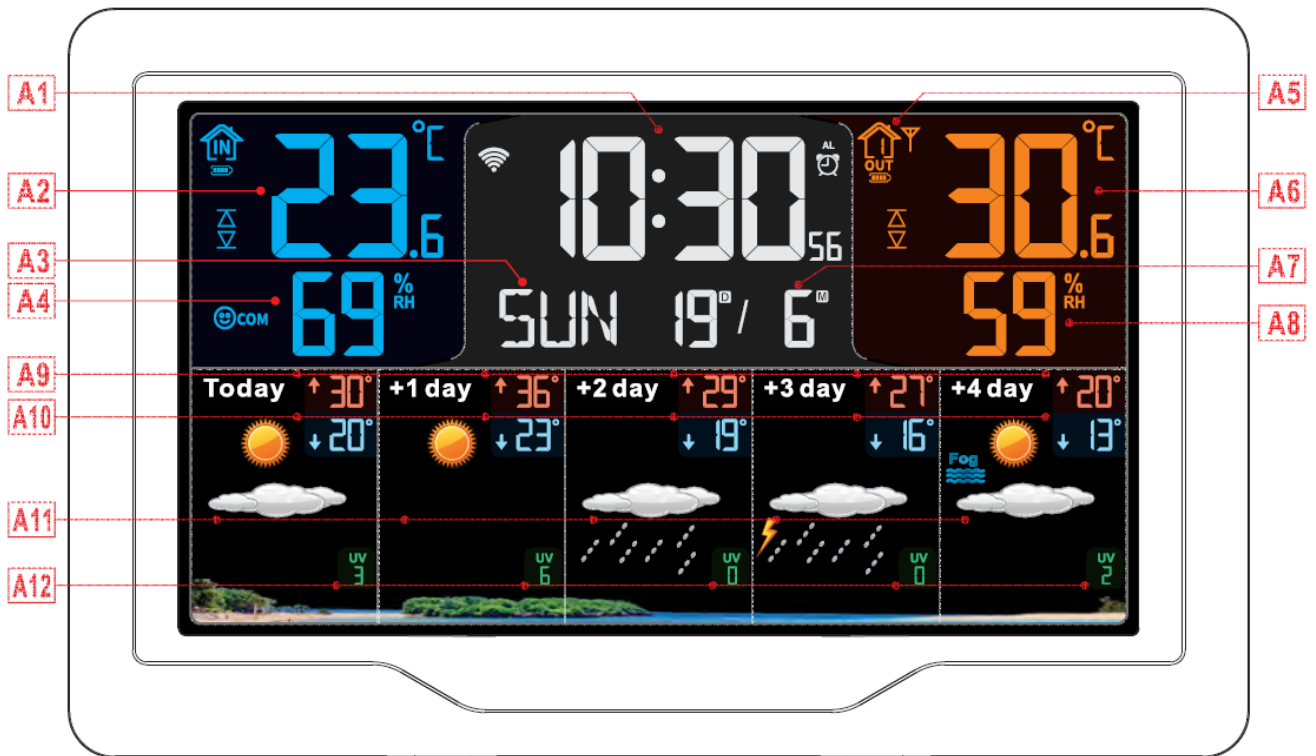 A1
A5
IN 23.6 °C
10:30 56
AL
1 OUT
30.6 °C
A2
A6
A3
A7
A4
COM 69 % RH
SUN 19 D / 6 M
59 % RH
A8
A9
Today ↑30° +1 day ↑36° +2 day ↑29° +3 day ↑27° +4 day ↑20°
A10
↓20° ↓23° ↓19° ↓16° ↓13°
Fog
A11
UV UV UV UV UV
A12
3 6 0 0 2